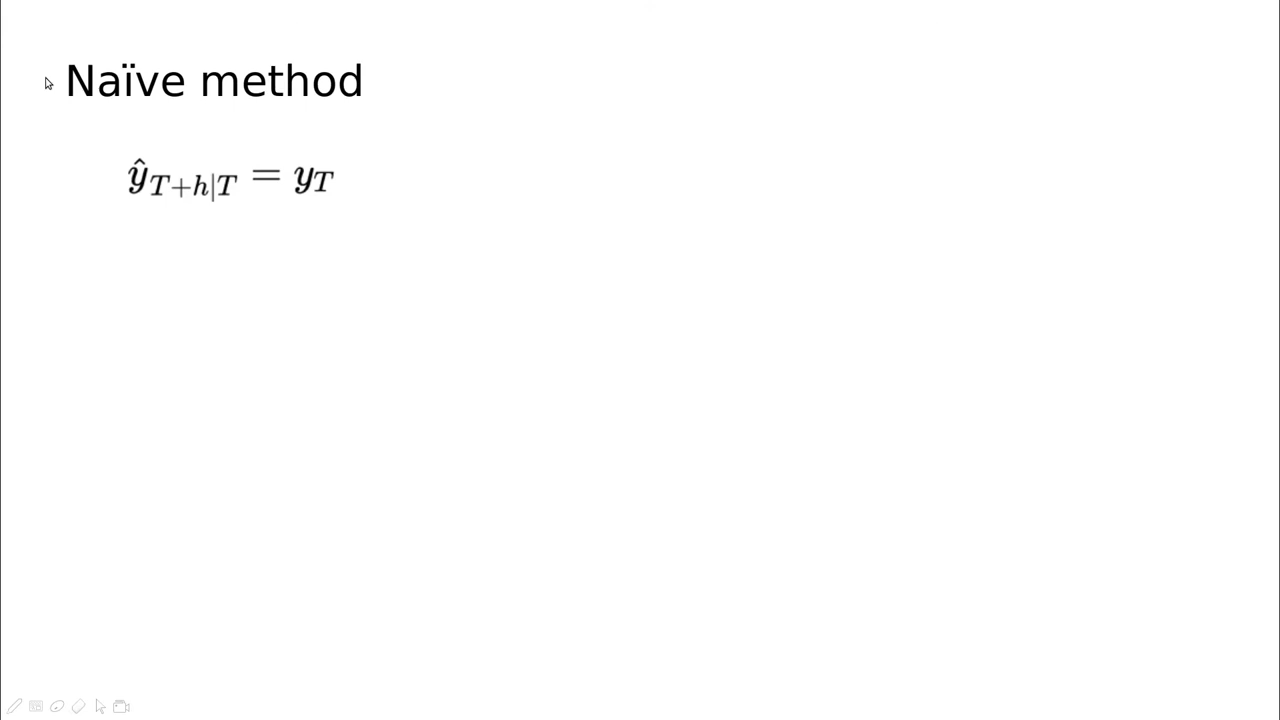 Naïve method
ŷ_{T+h|T} = y_T